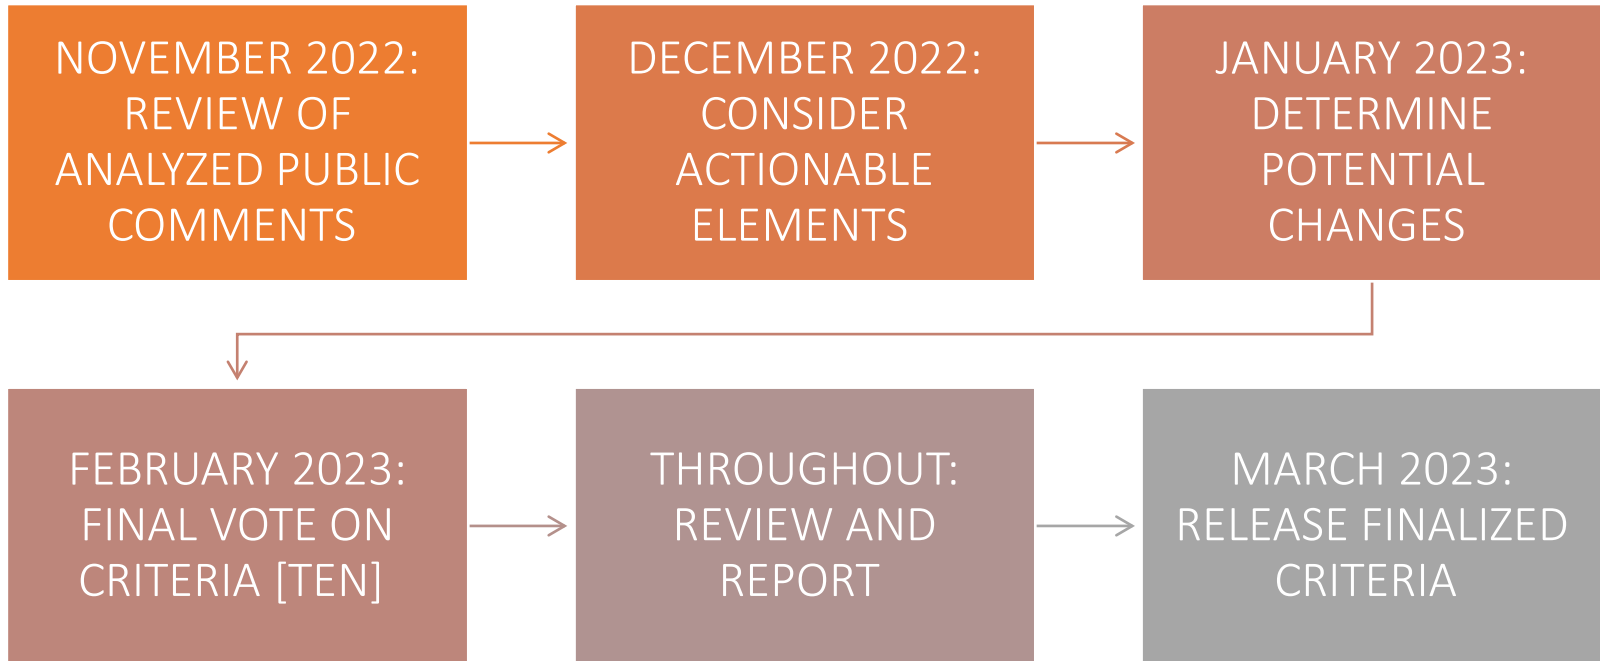 NOVEMBER 2022:
REVIEW OF
ANALYZED PUBLIC
COMMENTS
DECEMBER 2022:
CONSIDER
ACTIONABLE
ELEMENTS
JANUARY 2023:
DETERMINE
POTENTIAL
CHANGES
FEBRUARY 2023:
FINAL VOTE ON
CRITERIA [TEN]
THROUGHOUT:
REVIEW AND
REPORT
MARCH 2023:
RELEASE FINALIZED
CRITERIA